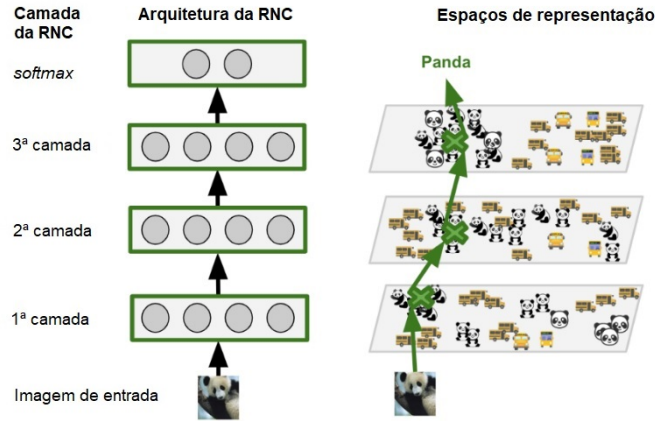 Camada
da RNC
Arquitetura da RNC
Espaços de representação
softmax
Panda
3ª camada
2ª camada
1ª camada
Imagem de entrada